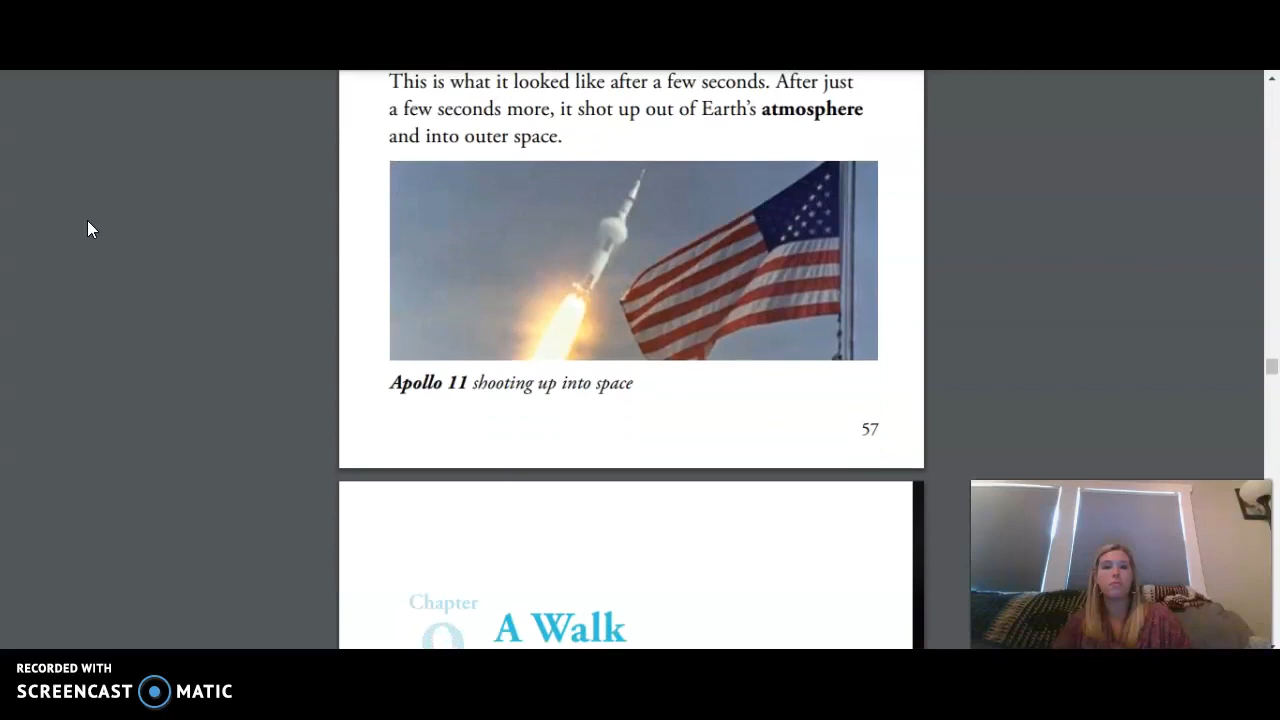 This is what it looked like after a few seconds. After just
a few seconds more, it shot up out of Earth's atmosphere
and into outer space.
Apollo 11 shooting up into space
57
Chapter
A Walk
RECORDED WITH
SCREENCAST MATIC